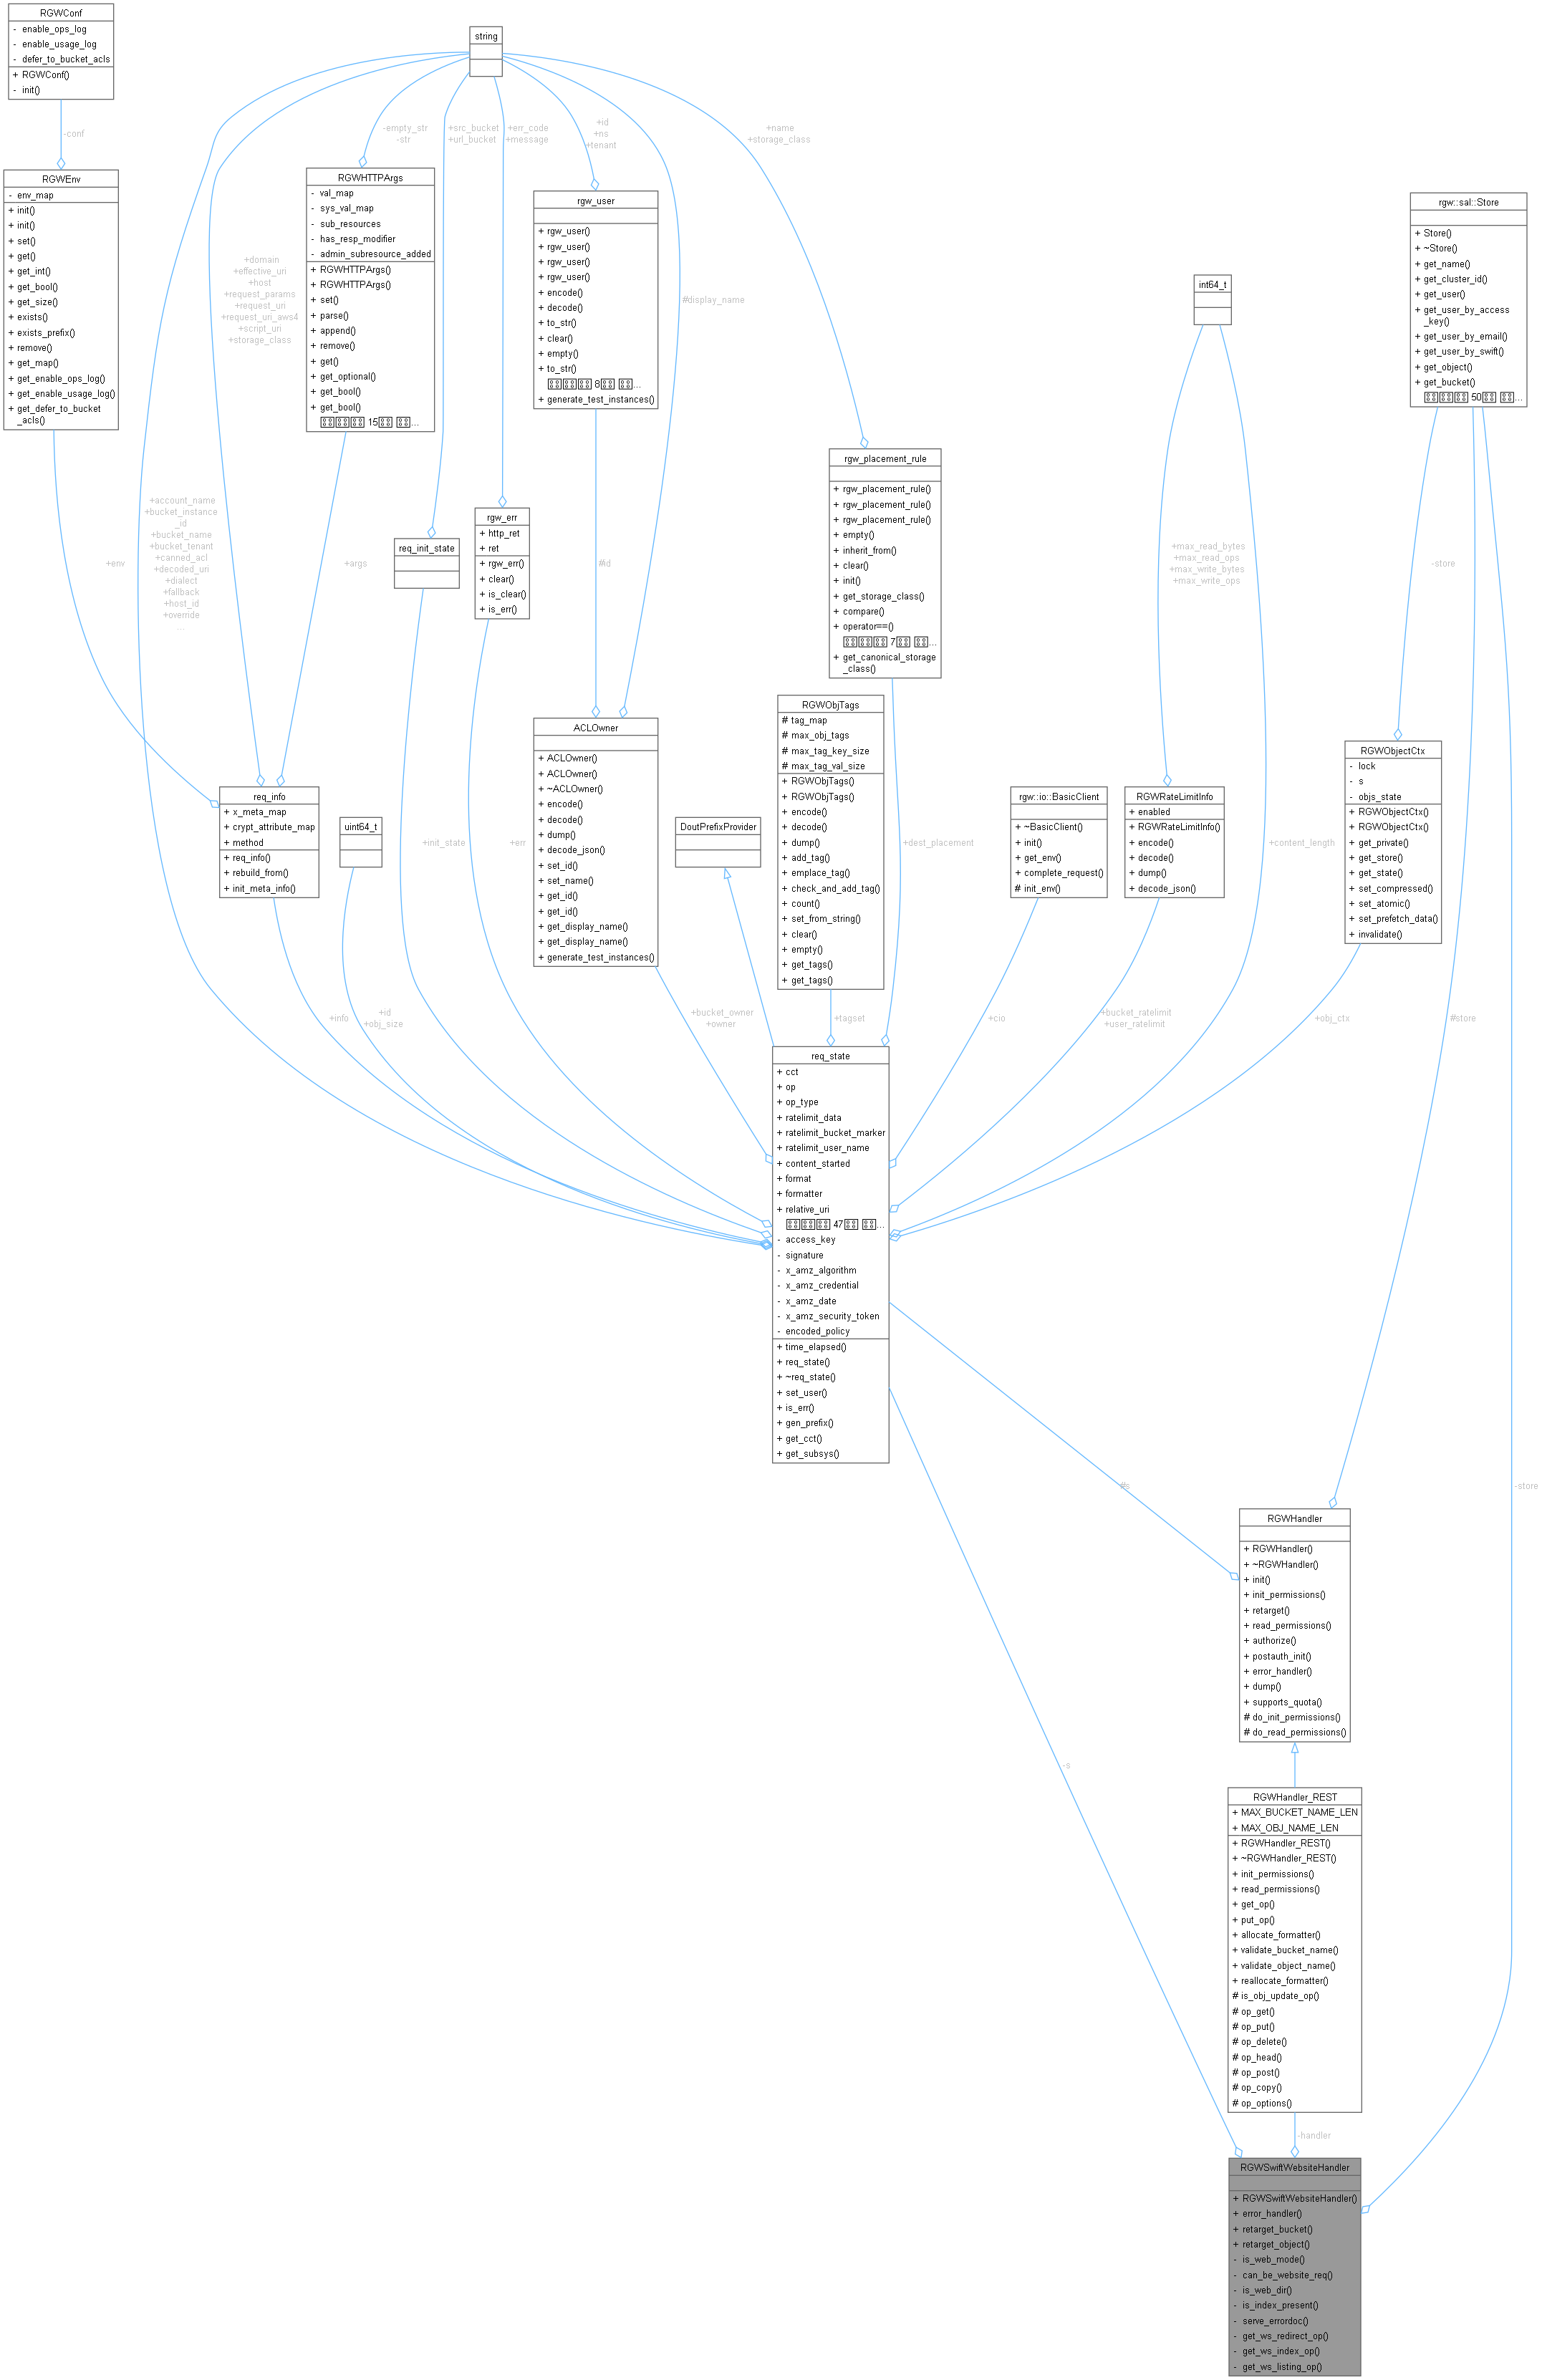 RGWConf
- enable_ops_log
- enable_usage_log
- defer_to_bucket_acls
+ RGWConf()
- init()
string
-conf
-empty_str
-str
+src_bucket
+url_bucket
+err_code
+message
+id
+ns
+tenant
+name
+storage_class
RGWEnv
- env_map
+ init()
+ init()
+ set()
+ get()
+ get_int()
+ get_bool()
+ get_size()
+ exists()
+ exists_prefix()
+ remove()
+ get_map()
+ get_enable_ops_log()
+ get_enable_usage_log()
+ get_defer_to_bucket
_acls()
+domain
+effective_uri
+host
+request_params
+request_uri
+request_uri_aws4
+script_uri
+storage_class
RGWHTTPArgs
- val_map
- sys_val_map
- sub_resources
- has_resp_modifier
- admin_subresource_added
+ RGWHTTPArgs()
+ RGWHTTPArgs()
+ set()
+ parse()
+ append()
+ remove()
+ get()
+ get_optional()
+ get_bool()
+ get_bool()
15 ...
rgw_user
+ rgw_user()
+ rgw_user()
+ rgw_user()
+ rgw_user()
+ encode()
+ decode()
+ to_str()
+ clear()
+ empty()
+ to_str()
8 ...
+ generate_test_instances()
#display_name
int64_t
rgw::sal::Store
+ Store()
+ ~Store()
+ get_name()
+ get_cluster_id()
+ get_user()
+ get_user_by_access
_key()
+ get_user_by_email()
+ get_user_by_swift()
+ get_object()
+ get_bucket()
50 ...
+env
+account_name
+bucket_instance
_id
+bucket_name
+bucket_tenant
+canned_acl
+decoded_uri
+dialect
+fallback
+host_id
+override
...
+args
req_init_state
rgw_err
+ http_ret
+ ret
+ rgw_err()
+ clear()
+ is_clear()
+ is_err()
#id
rgw_placement_rule
+ rgw_placement_rule()
+ rgw_placement_rule()
+ rgw_placement_rule()
+ empty()
+ inherit_from()
+ clear()
+ init()
+ get_storage_class()
+ compare()
+ operator==()
7 ...
+ get_canonical_storage
_class()
+max_read_bytes
+max_read_ops
+max_write_bytes
+max_write_ops
-store
req_info
+ x_meta_map
+ crypt_attribute_map
+ method
+ req_info()
+ rebuild_from()
+ init_meta_info()
uint64_t
+init_state
+err
ACLOwner
+ ACLOwner()
+ ACLOwner()
+ ~ACLOwner()
+ encode()
+ decode()
+ dump()
+ decode_json()
+ set_id()
+ set_name()
+ get_id()
+ get_id()
+ get_display_name()
+ get_display_name()
+ generate_test_instances()
DoutPrefixProvider
RGWObjTags
# tag_map
# max_obj_tags
# max_tag_key_size
# max_tag_val_size
+ RGWObjTags()
+ RGWObjTags()
+ encode()
+ decode()
+ dump()
+ add_tag()
+ emplace_tag()
+ check_and_add_tag()
+ count()
+ set_from_string()
+ clear()
+ empty()
+ get_tags()
+ get_tags()
+dest_placement
rgw::io::BasicClient
+ ~BasicClient()
+ init()
+ get_env()
+ complete_request()
# init_env()
RGWRateLimitInfo
+ enabled
+ RGWRateLimitInfo()
+ encode()
+ decode()
+ dump()
+ decode_json()
+content_length
RGWObjectCtx
- lock
- s
- objs_state
+ RGWObjectCtx()
+ RGWObjectCtx()
+ get_private()
+ get_store()
+ get_state()
+ set_compressed()
+ set_atomic()
+ set_prefetch_data()
+ invalidate()
+info
+id
+obj_size
+bucket_owner
+owner
+tagset
+cio
+bucket_ratelimit
+user_ratelimit
+obj_ctx
#store
req_state
+ cct
+ op
+ op_type
+ ratelimit_data
+ ratelimit_bucket_marker
+ ratelimit_user_name
+ content_started
+ format
+ formatter
+ relative_uri
47 ...
- access_key
- signature
- x_amz_algorithm
- x_amz_credential
- x_amz_date
- x_amz_security_token
- encoded_policy
+ time_elapsed()
+ req_state()
+ ~req_state()
+ set_user()
+ is_err()
+ gen_prefix()
+ get_cct()
+ get_subsys()
#s
-store
RGWHandler
+ RGWHandler()
+ ~RGWHandler()
+ init()
+ init_permissions()
+ retarget()
+ read_permissions()
+ authorize()
+ postauth_init()
+ error_handler()
+ dump()
+ supports_quota()
# do_init_permissions()
# do_read_permissions()
-s
RGWHandler_REST
+ MAX_BUCKET_NAME_LEN
+ MAX_OBJ_NAME_LEN
+ RGWHandler_REST()
+ ~RGWHandler_REST()
+ init_permissions()
+ read_permissions()
+ get_op()
+ put_op()
+ allocate_formatter()
+ validate_bucket_name()
+ validate_object_name()
+ reallocate_formatter()
# is_obj_update_op()
# op_get()
# op_put()
# op_delete()
# op_head()
# op_post()
# op_copy()
# op_options()
-handler
RGWSwiftWebsiteHandler
+ RGWSwiftWebsiteHandler()
+ error_handler()
+ retarget_bucket()
+ retarget_object()
- is_web_mode()
- can_be_website_req()
- is_web_dir()
- is_index_present()
- serve_errordoc()
- get_ws_redirect_op()
- get_ws_index_op()
- get_ws_listing_op()